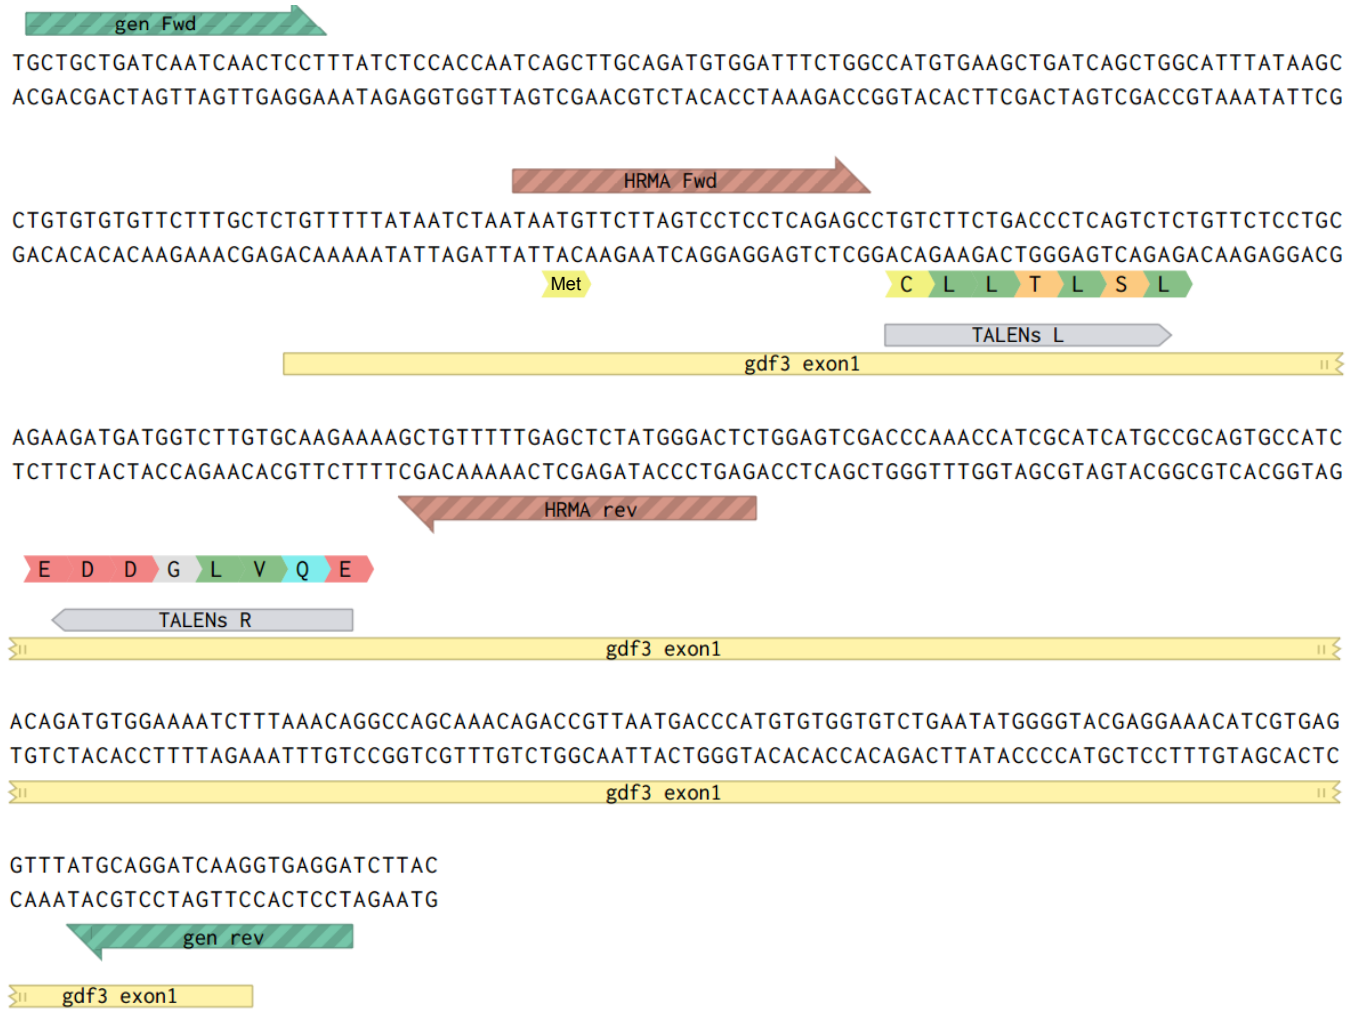 gen Fwd
TGCTGCTGATCAATCAACTCCTTTATCTCCACCAATCAGCTTGCAGATGTGGATTTCTGGCCATGTGAAGCTGATCAGCTGGCATTTATAAGC
ACGACGACTAGTTAGTTGAGGAAATAGAGGTGGTTAGTCGAACGTCTACACCTAAAGACCGGTACACTTCGACTAGTCGACCGTAAATATTCG
HRMA Fwd
CTGTGTGTGTTCTTTGCTCTGTTTTTATAATCTAATAATGTTCTTAGTCCTCCTCAGAGCCTGTCTTCTGACCCTCAGTCTCTGTTCTCCTGC
GACACACACAAGAAACGAGACAAAAATATTAGATTATTACAAGAATCAGGAGGAGTCTCGGACAGAAGACTGGGAGTCAGAGACAAGAGGACG
Met C L L T L S L
TALENs L
gdf3 exon1
AGAAGATGATGGTCTTGTGCAAGAAAAGCTGTTTTTGAGCTCTATGGGACTCTGGAGTCGACCCAAACCATCGCATCATGCCGCAGTGCCATC
TCTTCTACTACCAGAACACGTTCTTTTCGACAAAAACTCGAGATACCCTGAGACCTCAGCTGGGTTTGGTAGCGTAGTACGGCGTCACGGTAG
HRMA rev
E D D G L V Q E
TALENs R
gdf3 exon1
ACAGATGTGGAAAATCTTTAAACAGGCCAGCAAACAGACCGTTAATGACCCATGTGTGGTGTCTGAATATGGGGTACGAGGAAACATCGTGAG
TGTCTACACCTTTTAGAAATTTGTCCGGTCGTTTGTCTGGCAATTACTGGGTACACACCACAGACTTATACCCCATGCTCCTTTGTAGCACTC
gdf3 exon1
GTTTATGCAGGATCAAGGTGAGGATCTTAC
CAAATACGTCCTAGTTCCACTCCTAGAATG
gen rev
gdf3 exon1